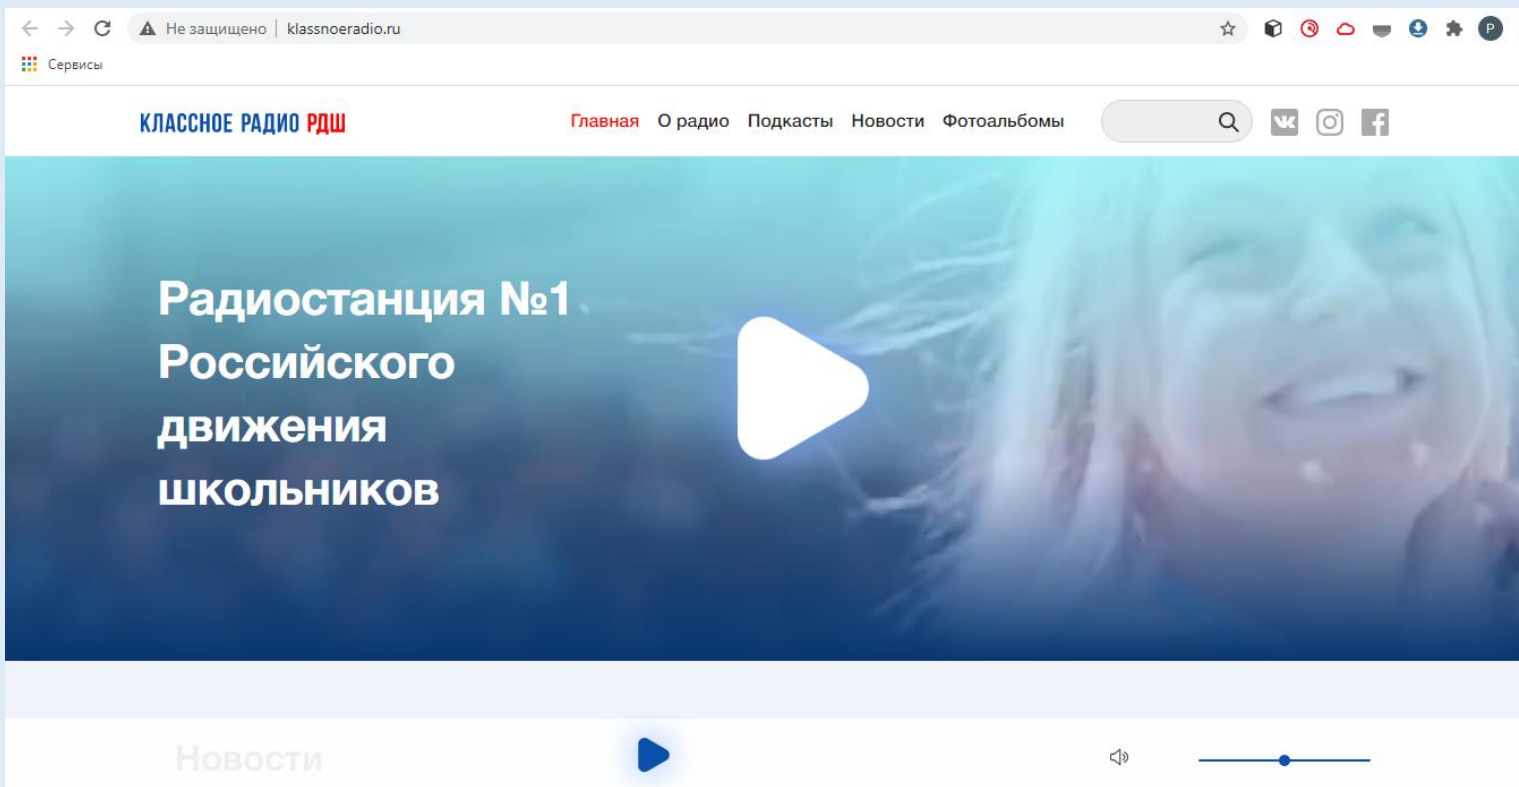 Не защищено | klassnoeradio.ru
P
Сервисы
КЛАССНОЕ РАДИО РДШ
Главная О радио Подкасты Новости Фотоальбомы
Радиостанция №1
Российского
движения
школьников
Новости